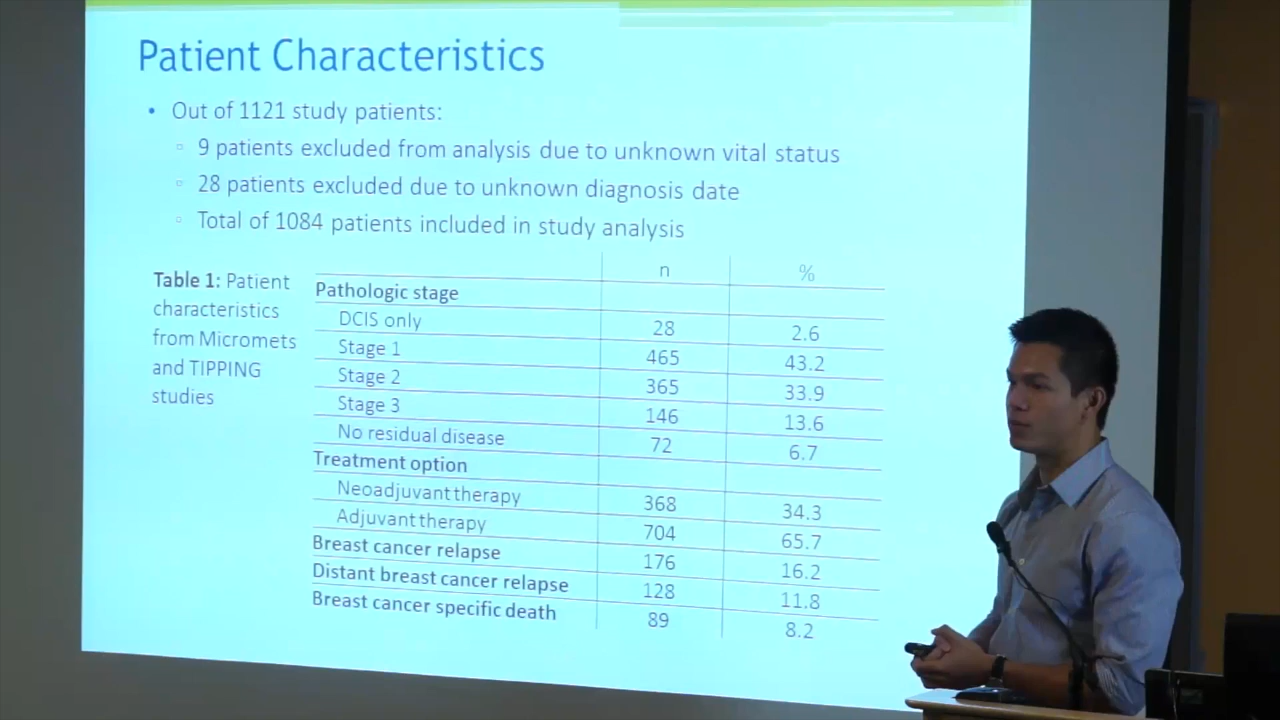 Patient Characteristics
• Out of 1121 study patients:
▫ 9 patients excluded from analysis due to unknown vital status
▫ 28 patients excluded due to unknown diagnosis date
▫ Total of 1084 patients included in study analysis
Table 1: Patient
characteristics
from Micromets
and TIPPING
studies
n %
Pathologic stage
DCIS only 28 2.6
Stage 1 465 43.2
Stage 2 365 33.9
Stage 3 146 13.6
No residual disease 72 6.7
Treatment option
Neoadjuvant therapy 368 34.3
Adjuvant therapy 704 65.7
Breast cancer relapse 176 16.2
Distant breast cancer relapse 128 11.8
Breast cancer specific death 89 8.2